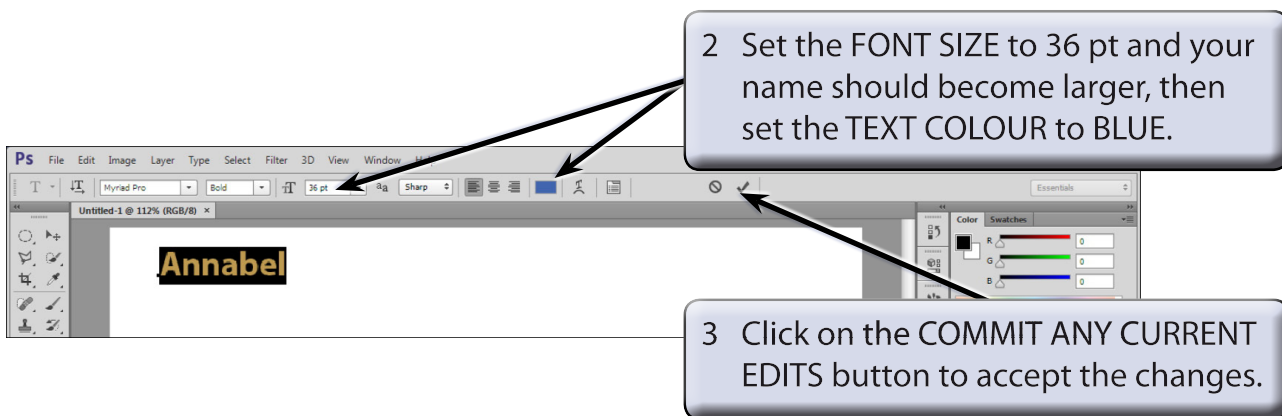 2 Set the FONT SIZE to 36 pt and your
name should become larger, then
set the TEXT COLOUR to BLUE.
Ps File Edit Image Layer Type Select Filter 3D View Window
T Myriad Pro Bold 36 pt aa Sharp Essentials
Untitled-1 @ 112% (RGB/8) ×
Color Swatches
R 0
G 0
B 0
Annabel
3 Click on the COMMIT ANY CURRENT
EDITS button to accept the changes.